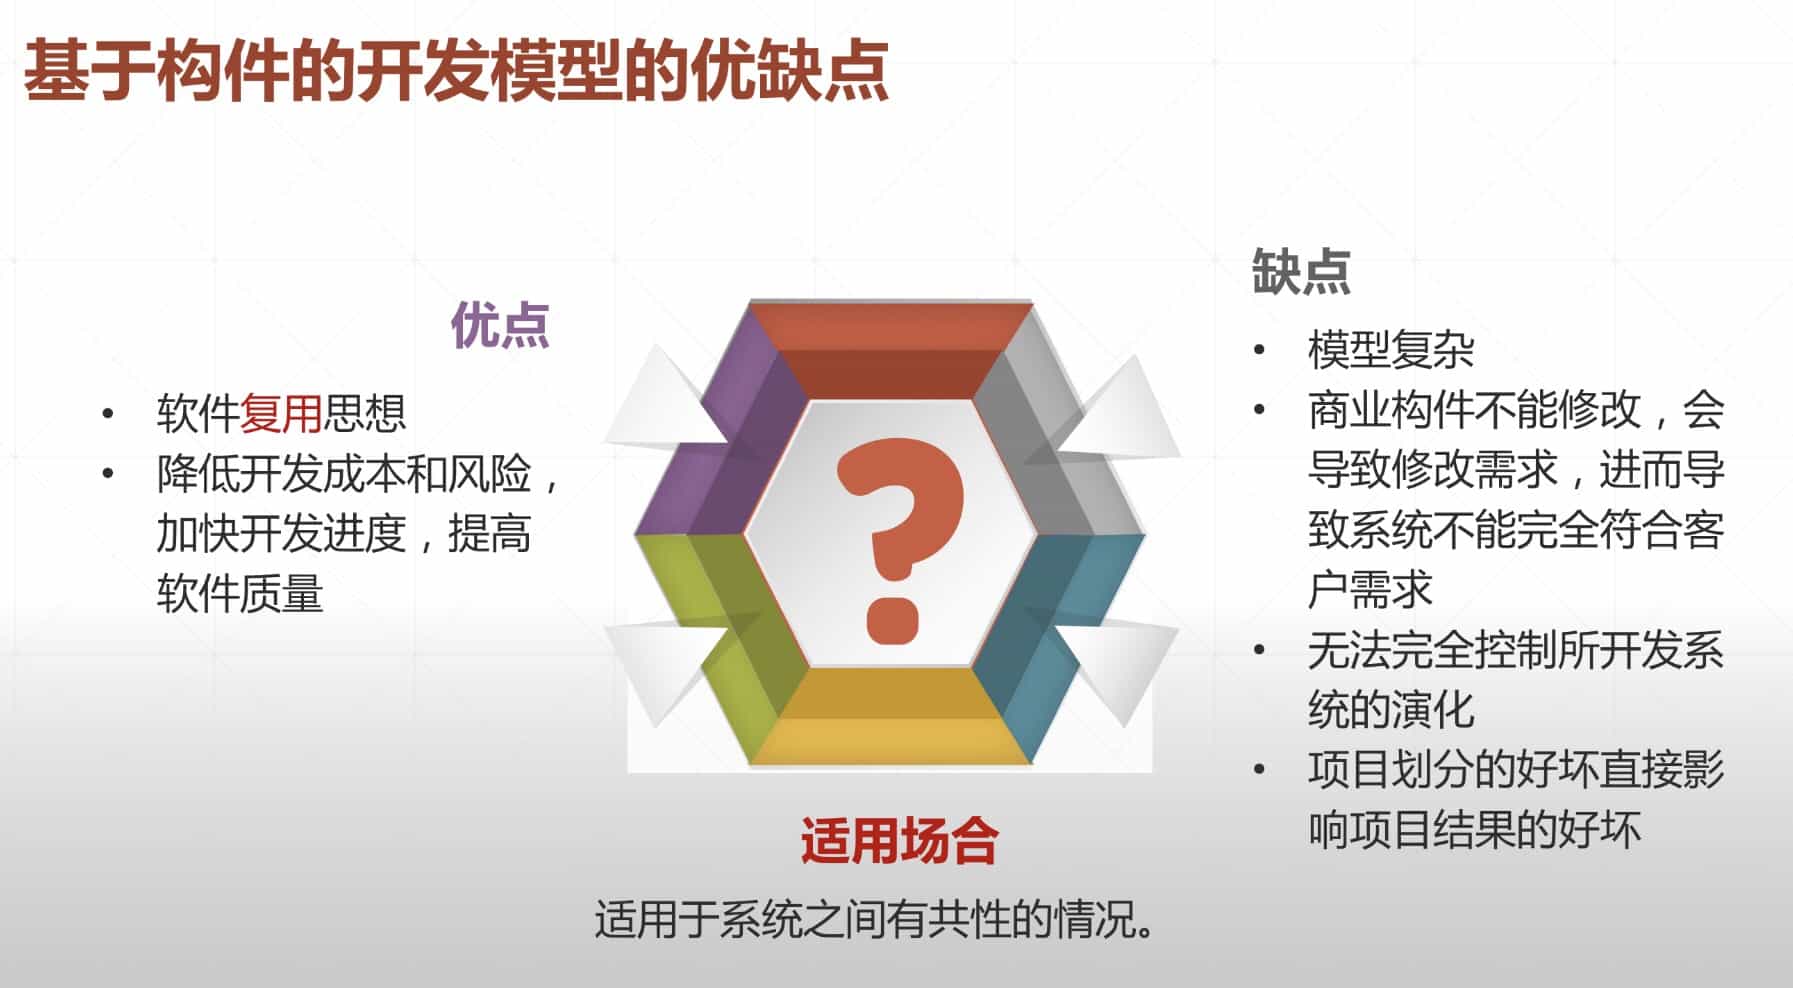 基于构件的开发模型的优缺点
优点
• 软件复用思想
• 降低开发成本和风险，
加快开发进度，提高
软件质量
?
缺点
• 模型复杂
• 商业构件不能修改，会
导致修改需求，进而导
致系统不能完全符合客
户需求
• 无法完全控制所开发系
统的演化
• 项目划分的好坏直接影
响项目结果的好坏
适用场合
适用于系统之间有共性的情况。